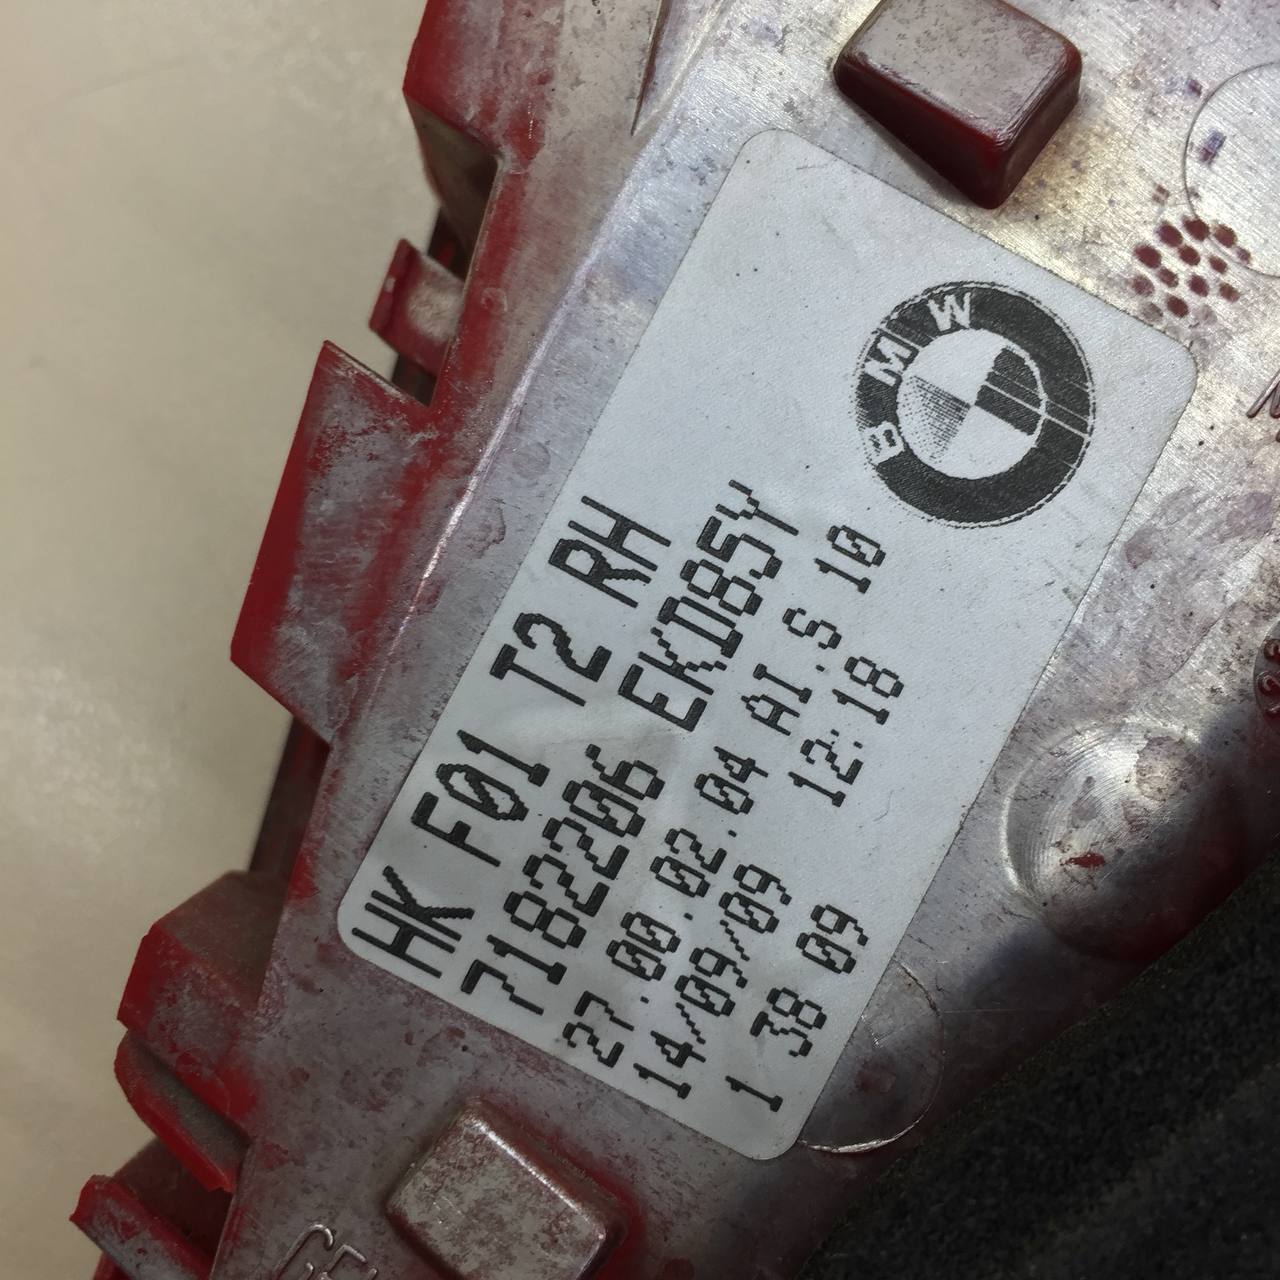 BMW
HK F01 T2 RH
7182206 EKD85Y
27.00.02.04 AI.S 10
14/09/09 12:18
1 38 09